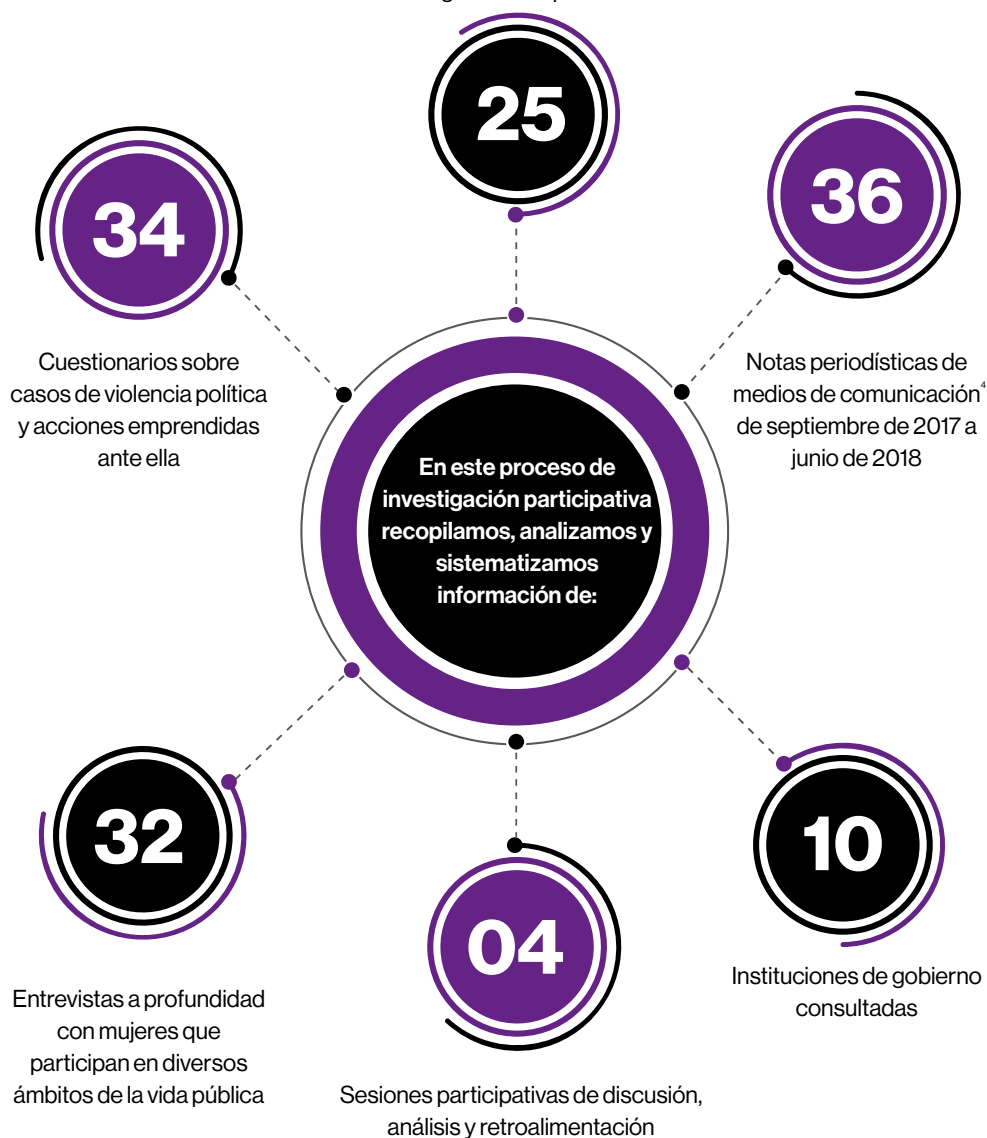 25
34
36
Cuestionarios sobre
casos de violencia política
y acciones emprendidas
ante ella
Notas periodísticas de
medios de comunicación⁴
de septiembre de 2017 a
junio de 2018
En este proceso de
investigación participativa
recopilamos, analizamos y
sistematizamos
información de:
32
04
10
Entrevistas a profundidad
con mujeres que
participan en diversos
ámbitos de la vida pública
Sesiones participativas de discusión,
análisis y retroalimentación
Instituciones de gobierno
consultadas